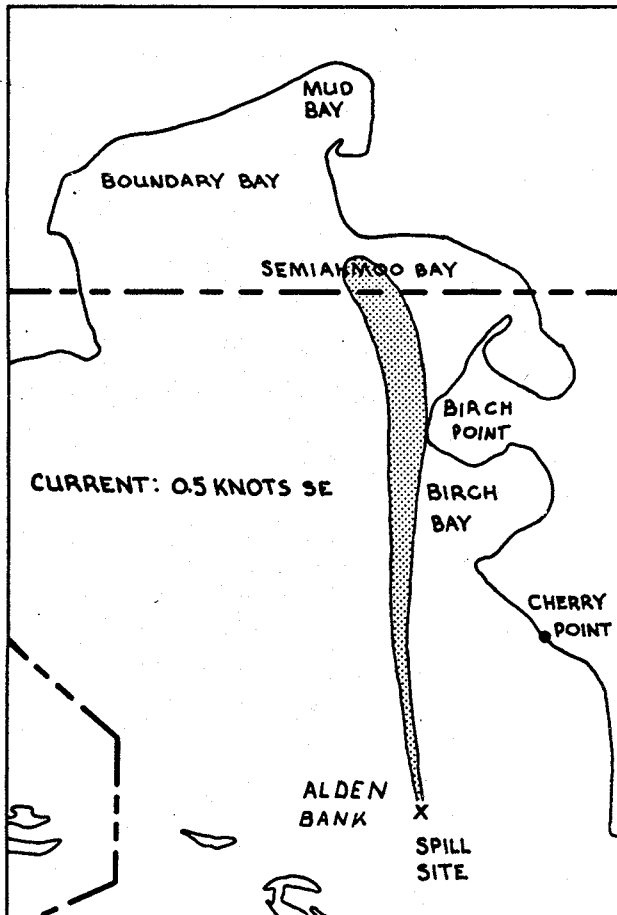 MUD
BAY
BOUNDARY BAY
SEMIAHMOO BAY
BIRCH
POINT
CURRENT: 0.5 KNOTS SE
BIRCH
BAY
CHERRY
POINT
ALDEN
BANK
X
SPILL
SITE